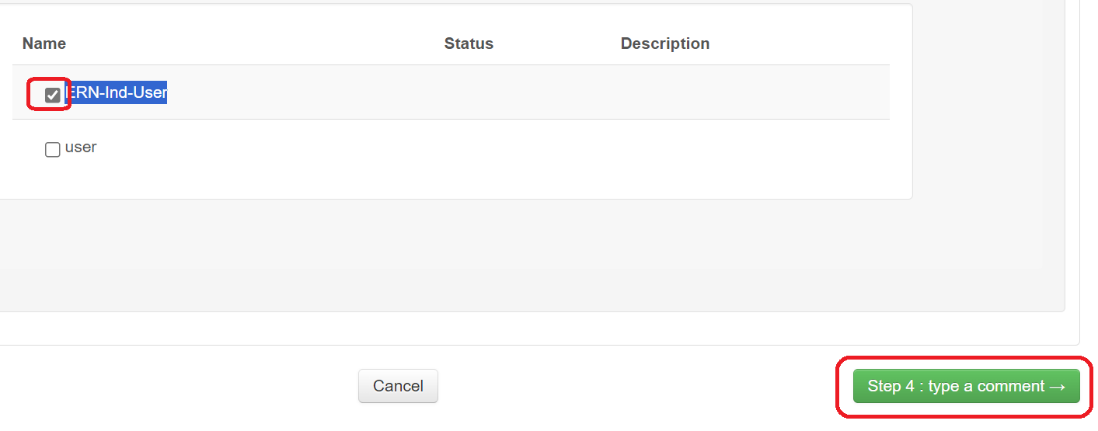 Name Status Description
ERN-Ind-User
user
Cancel Step 4 : type a comment →